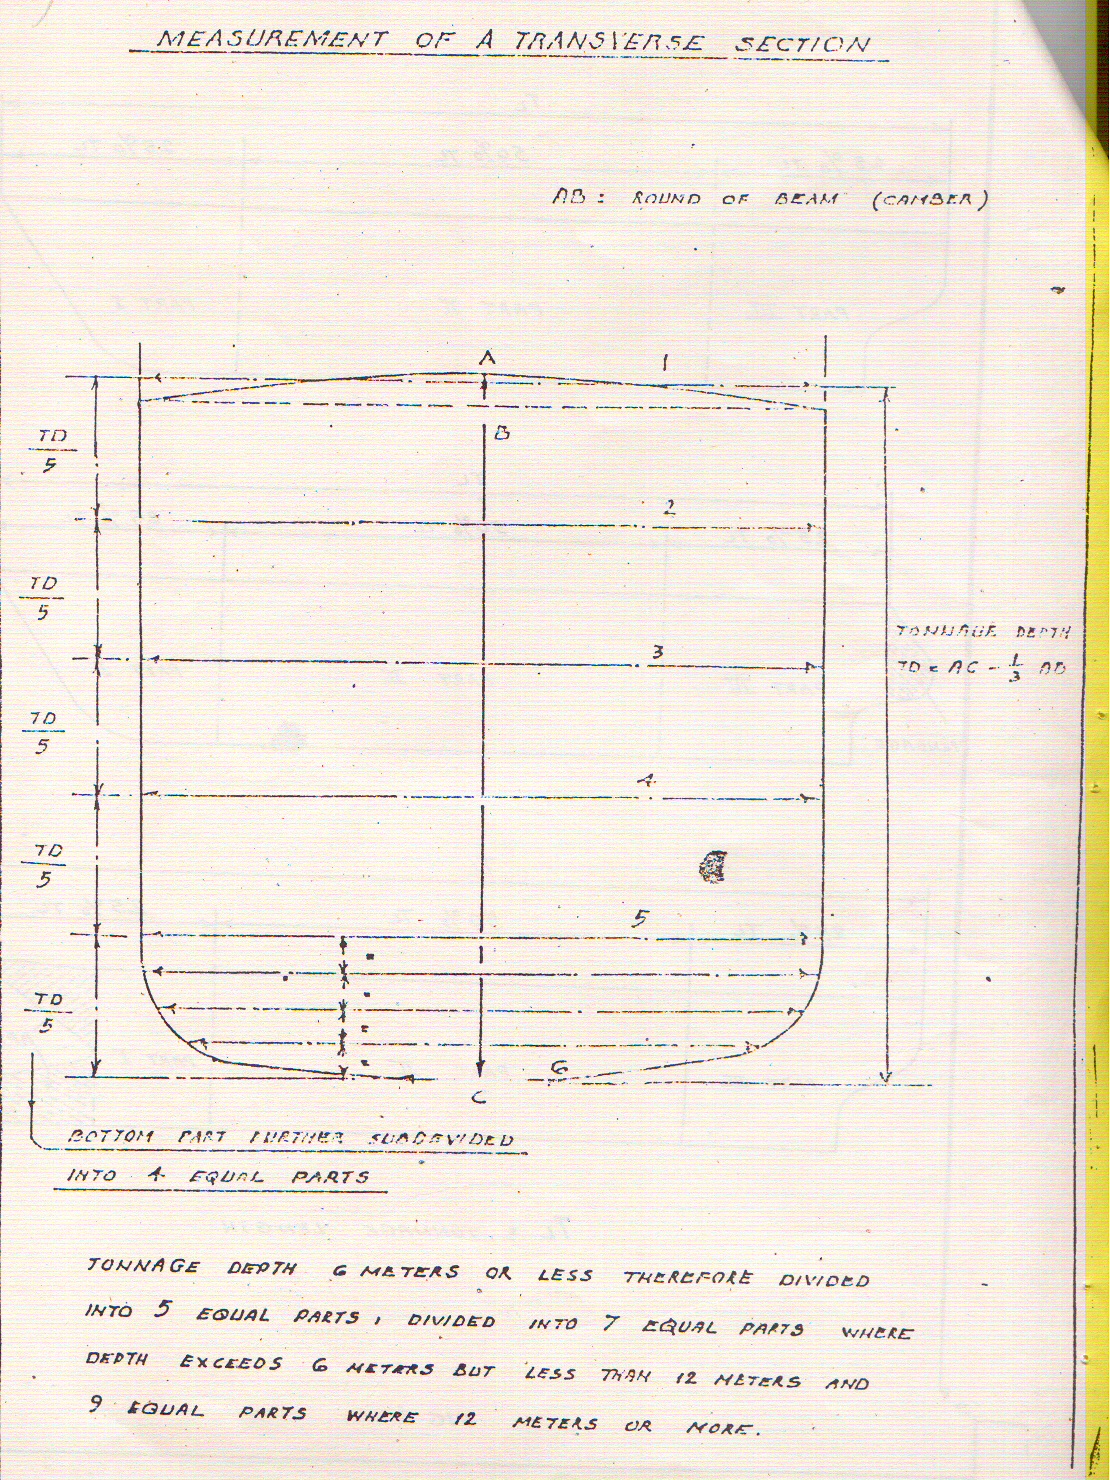 MEASUREMENT OF A TRANSVERSE SECTION
AB : ROUND OF BEAM (CAMBER)
A
1
B
TD
5
2
TD
5
3
TONNAGE DEPTH
TD = AC - 1/3 AB
TD
5
4
TD
5
5
TD
5
6
C
BOTTOM PART FURTHER SUBDEVIDED
INTO 4 EQUAL PARTS
TONNAGE DEPTH 6 METERS OR LESS THEREFORE DIVIDED
INTO 5 EQUAL PARTS, DIVIDED INTO 7 EQUAL PARTS WHERE
DEPTH EXCEEDS 6 METERS BUT LESS THAN 12 METERS AND
9 EQUAL PARTS WHERE 12 METERS OR MORE.